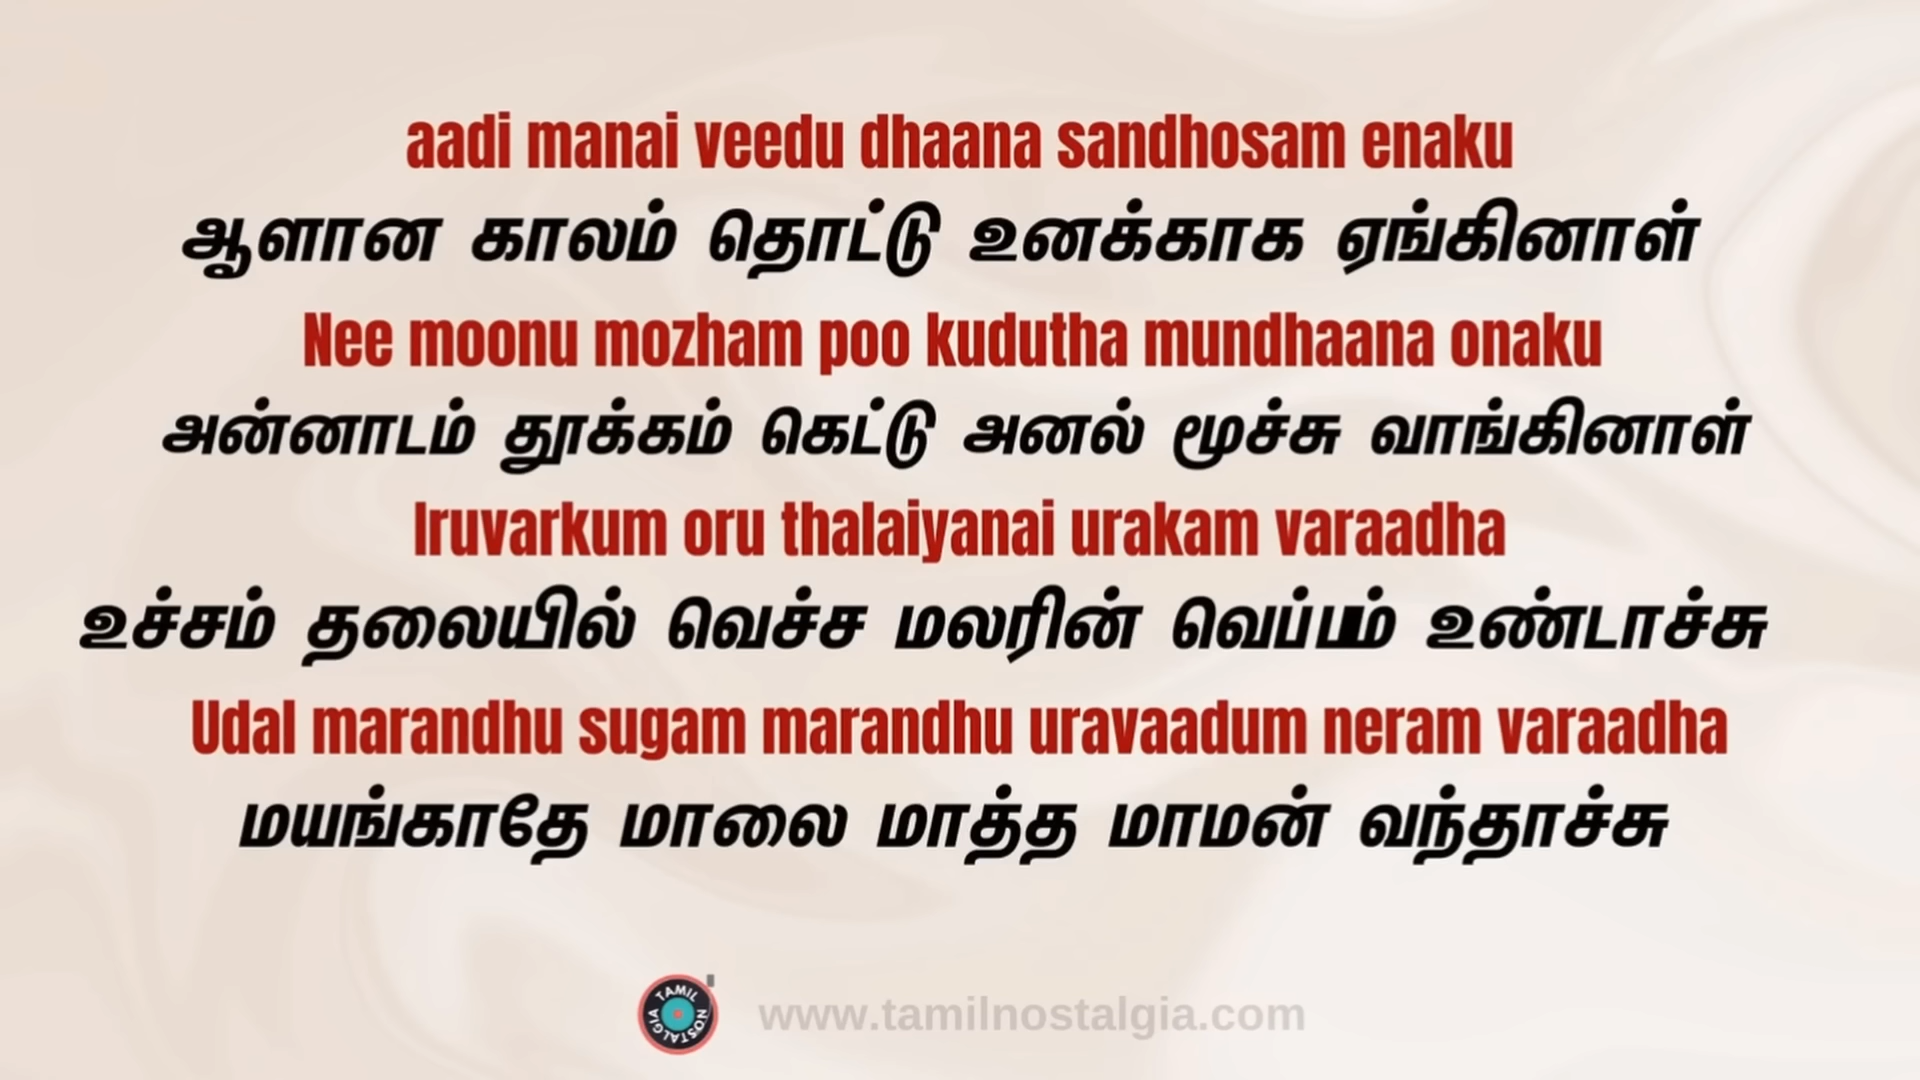 aadi manai veedu dhaana sandhosam enaku
ஆளான காலம் தொட்டு உனக்காக ஏங்கினாள்
Nee moonu mozham poo kudutha mundhaana onaku
அன்னாடம் தூக்கம் கெட்டு அனல் மூச்சு வாங்கினாள்
Iruvarkum oru thalaiyanai urakam varaadha
உச்சம் தலையில் வெச்ச மலரின் வெப்பம் உண்டாச்சு
Udal marandhu sugam marandhu uravaadum neram varaadha
மயங்காதே மாலை மாத்த மாமன் வந்தாச்சு
TAMIL NOSTALGIA
www.tamilnostalgia.com